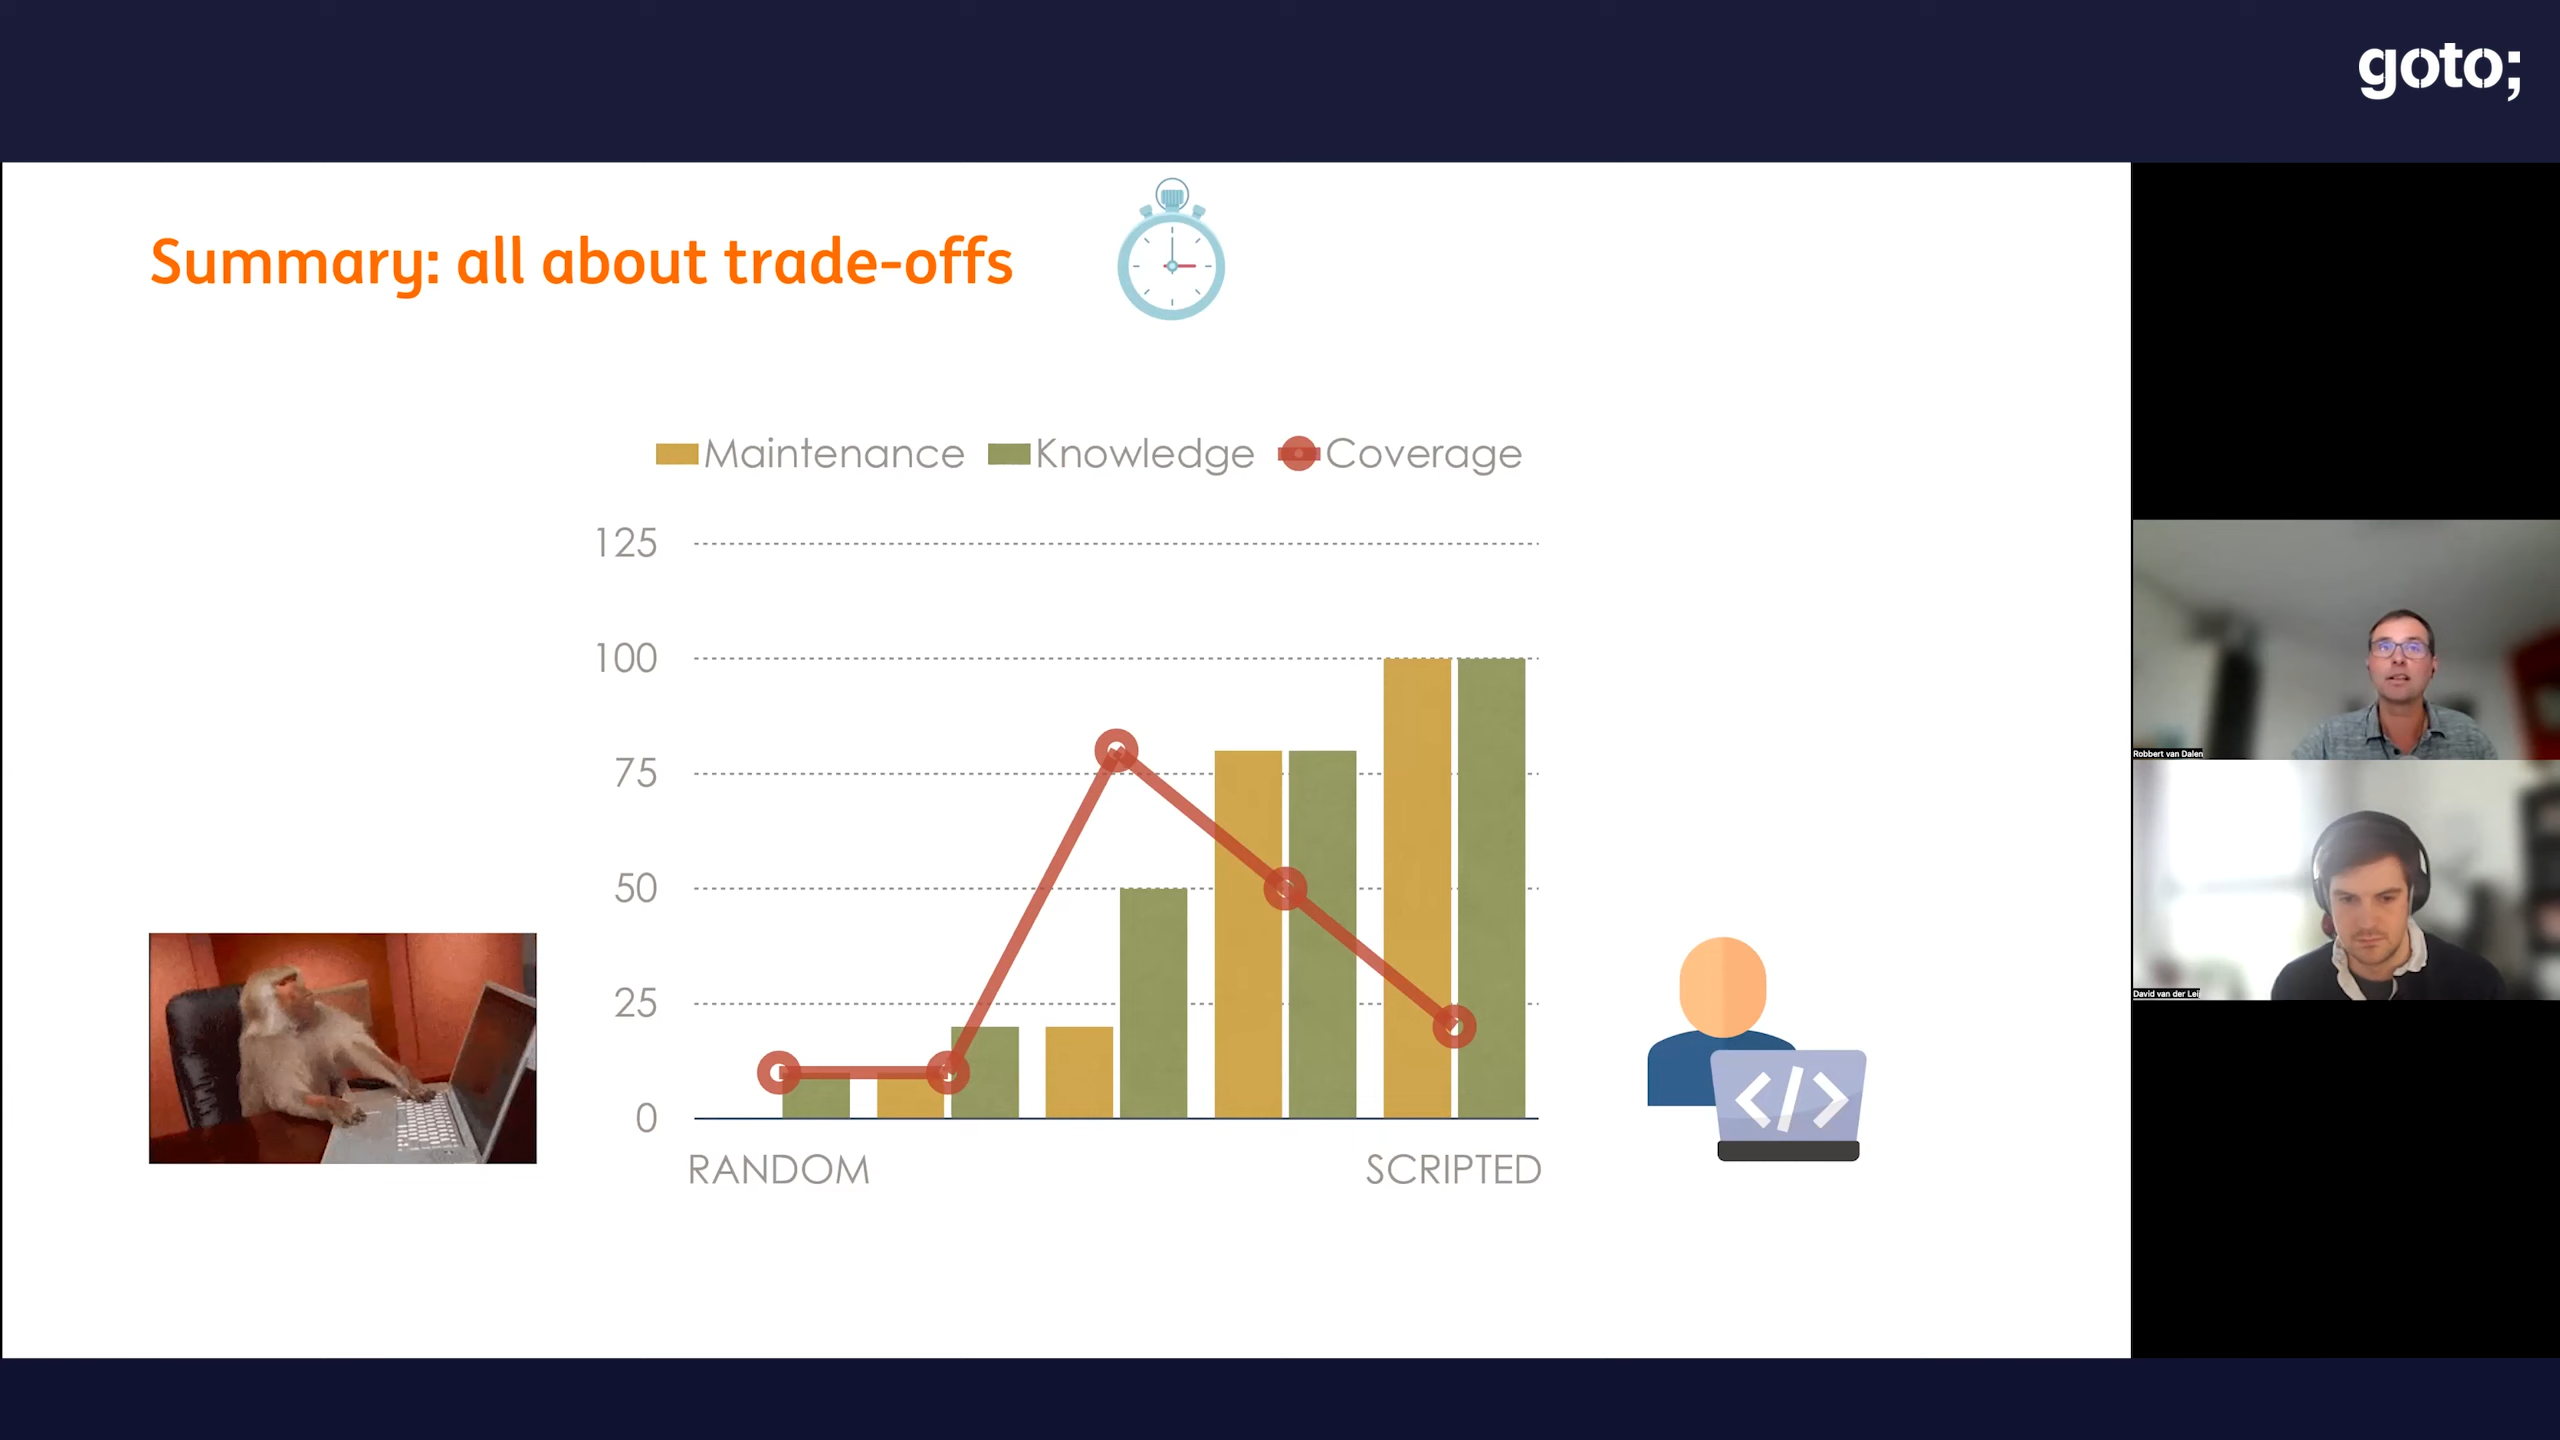 goto;
Summary: all about trade-offs
Maintenance Knowledge Coverage
125
100
75
50
25
0
RANDOM SCRIPTED
</>
Robbert van Dalen
David van der Lei